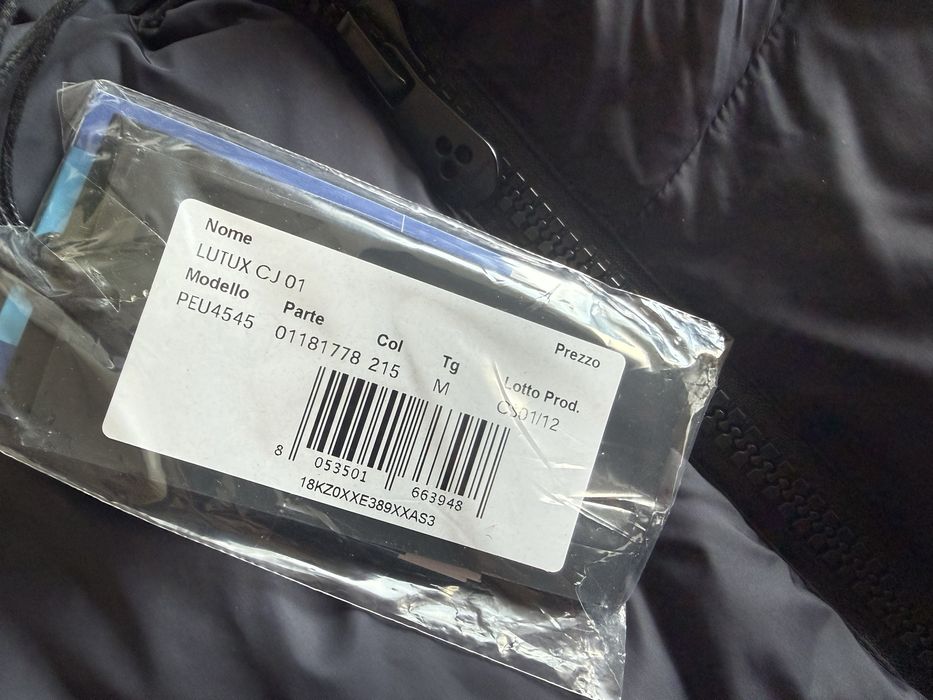 Nome
LUTUX CJ 01
Modello Parte Col Tg Prezzo
PEU4545 01181778 215 M Lotto Prod.
CS01/12
8 053501 663948
18KZ0XXE389XXAS3